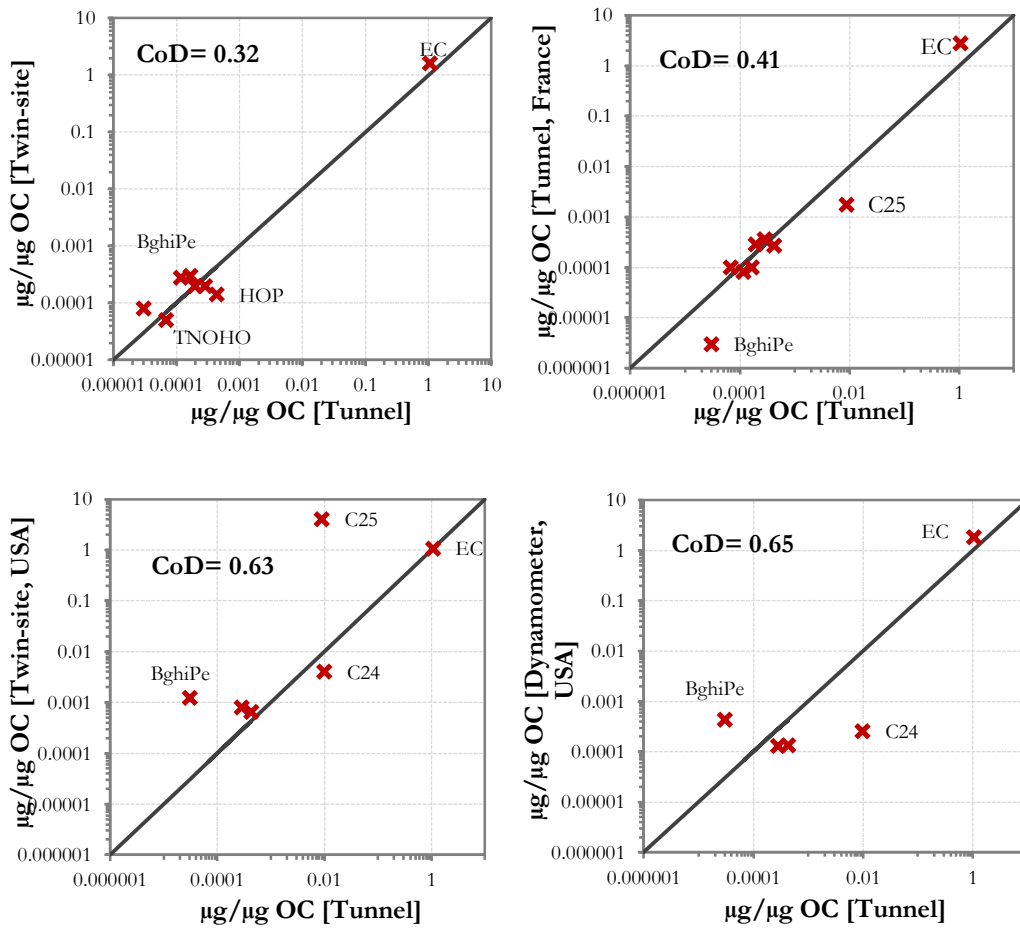 µg/µg OC [Twin-site]
10
1
0.1
0.01
0.001
0.0001
0.00001
CoD= 0.32
EC
BghiPe
HOP
TNOHO
0.00001 0.0001 0.001 0.01 0.1 1 10
µg/µg OC [Tunnel]
µg/µg OC [Tunnel, France]
10
1
0.1
0.01
0.001
0.0001
0.00001
0.000001
CoD= 0.41
EC
C25
BghiPe
0.000001 0.0001 0.01 1
µg/µg OC [Tunnel]
µg/µg OC [Twin-site, USA]
10
1
0.1
0.01
0.001
0.0001
0.00001
0.000001
C25
EC
CoD= 0.63
C24
BghiPe
0.000001 0.0001 0.01 1
µg/µg OC [Tunnel]
µg/µg OC [Dynamometer,
USA]
10
1
0.1
0.01
0.001
0.0001
0.00001
0.000001
EC
CoD= 0.65
BghiPe
C24
0.000001 0.0001 0.01 1
µg/µg OC [Tunnel]